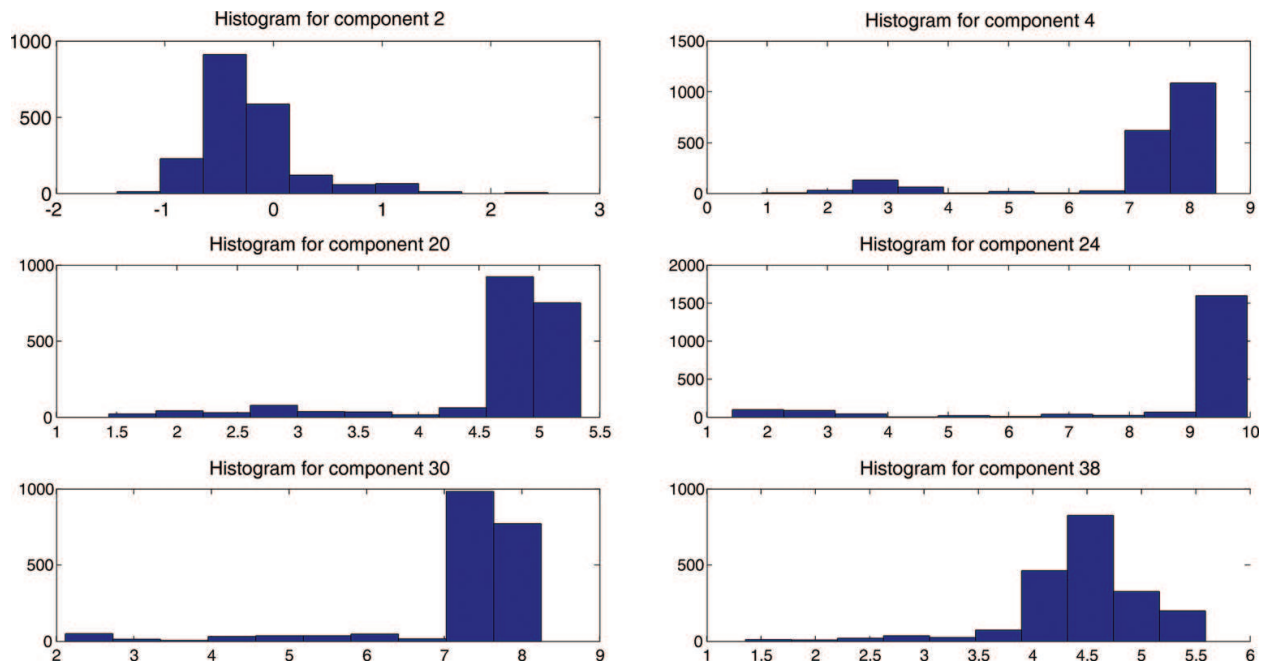 Histogram for component 2
1000
500
0
-2 -1 0 1 2 3
Histogram for component 4
1500
1000
500
0
0 1 2 3 4 5 6 7 8 9
Histogram for component 20
1000
500
0
1 1.5 2 2.5 3 3.5 4 4.5 5 5.5
Histogram for component 24
2000
1500
1000
500
0
1 2 3 4 5 6 7 8 9 10
Histogram for component 30
1000
500
0
2 3 4 5 6 7 8 9
Histogram for component 38
1000
500
0
1 1.5 2 2.5 3 3.5 4 4.5 5 5.5 6